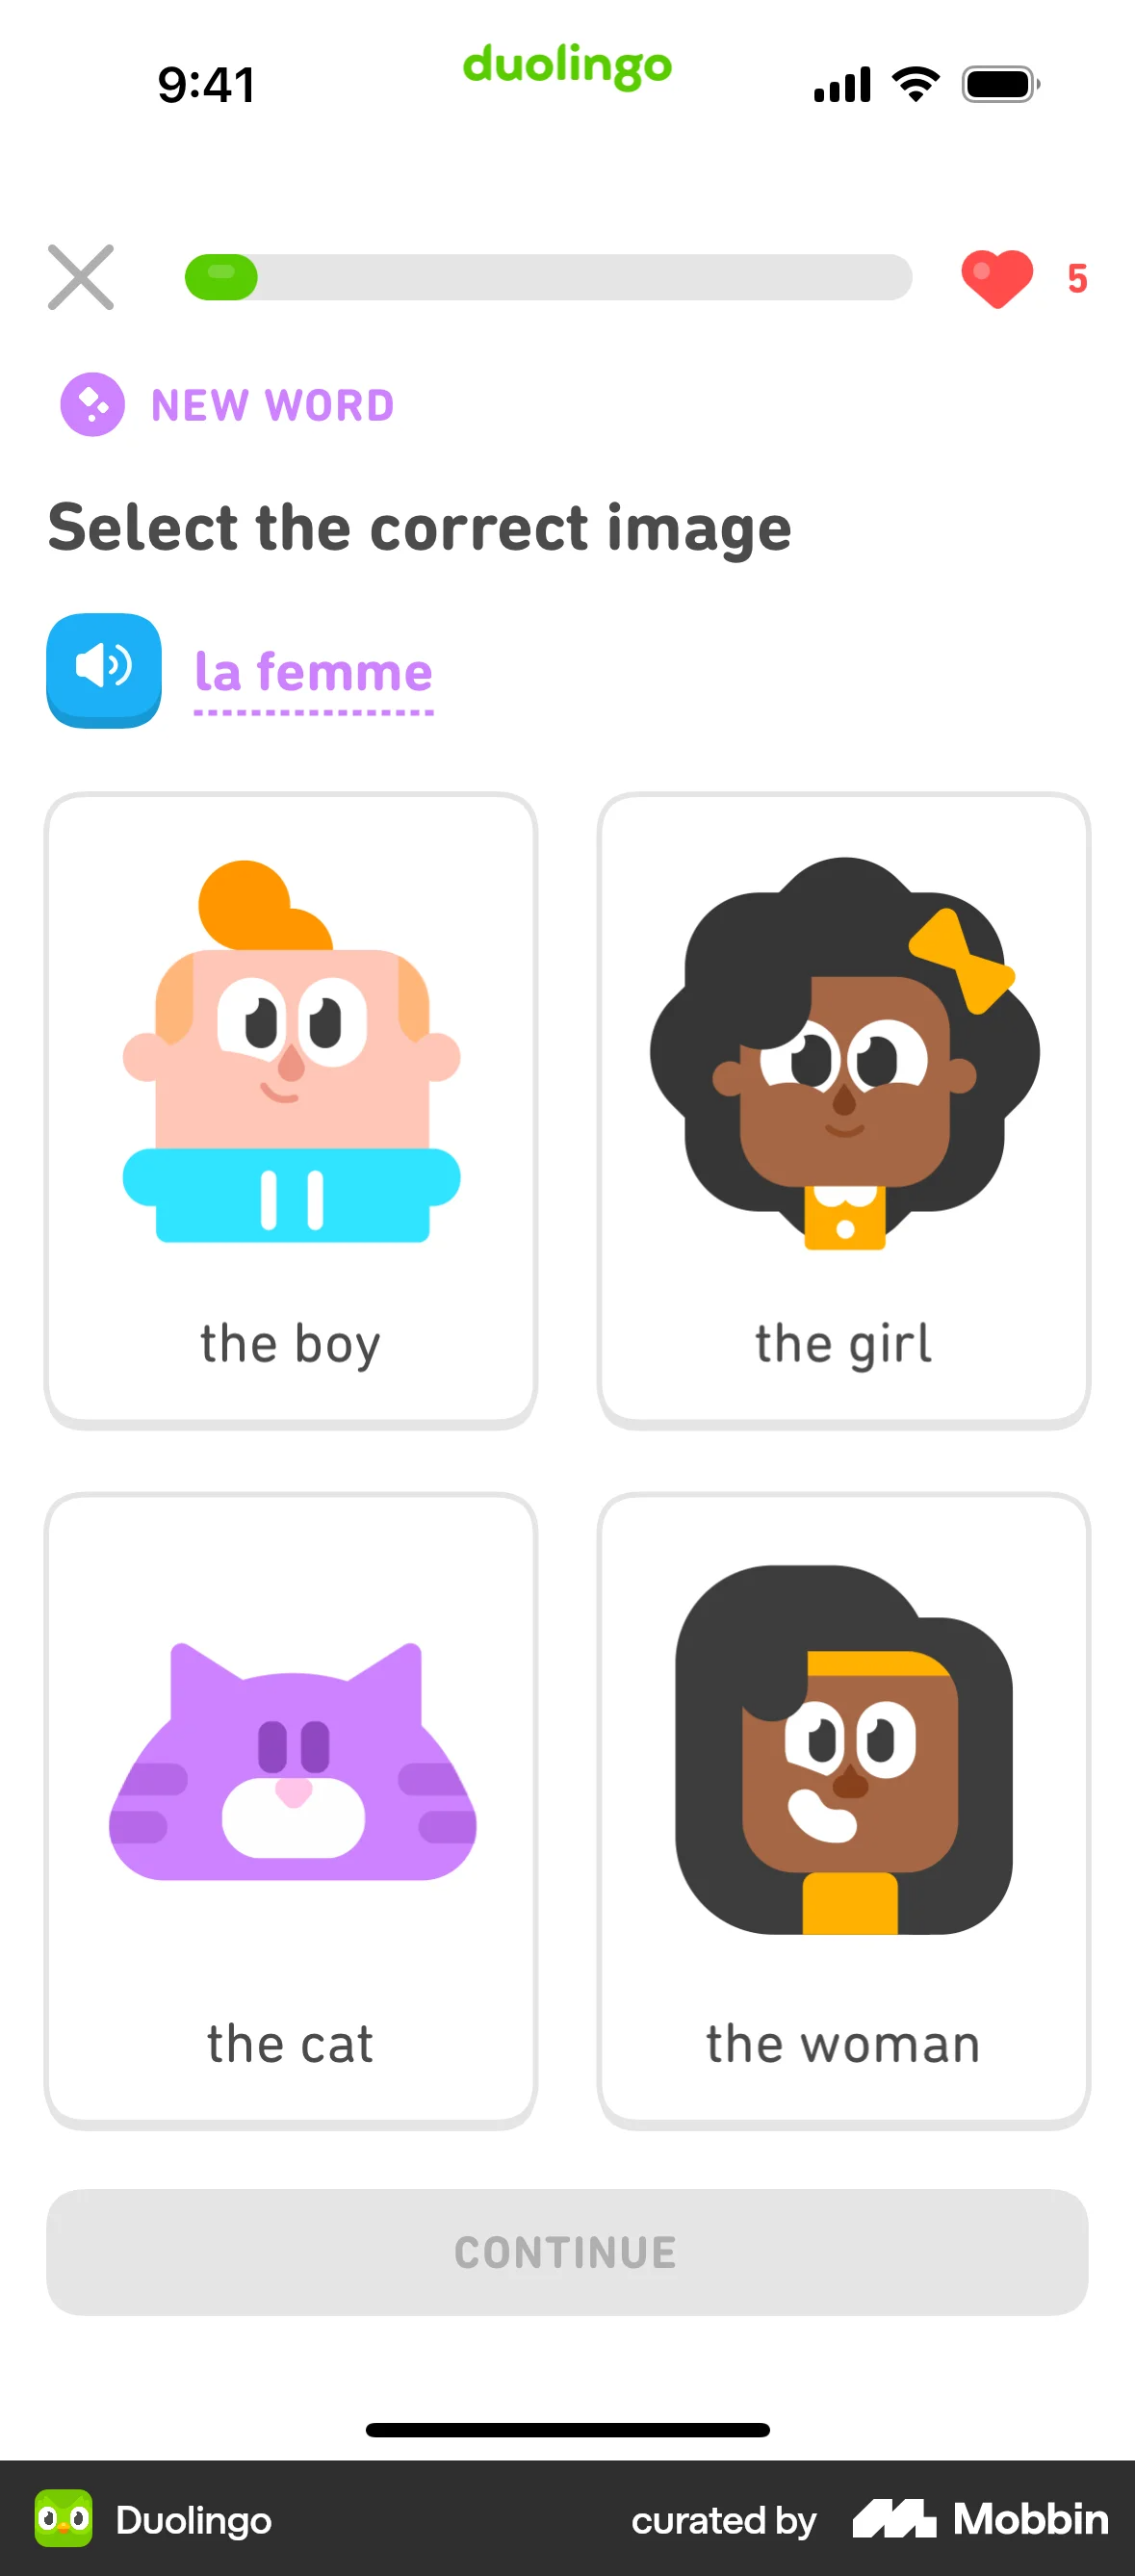 9:41
duolingo
5
NEW WORD
Select the correct image
la femme
the boy
the girl
the cat
the woman
CONTINUE
Duolingo
curated by Mobbin